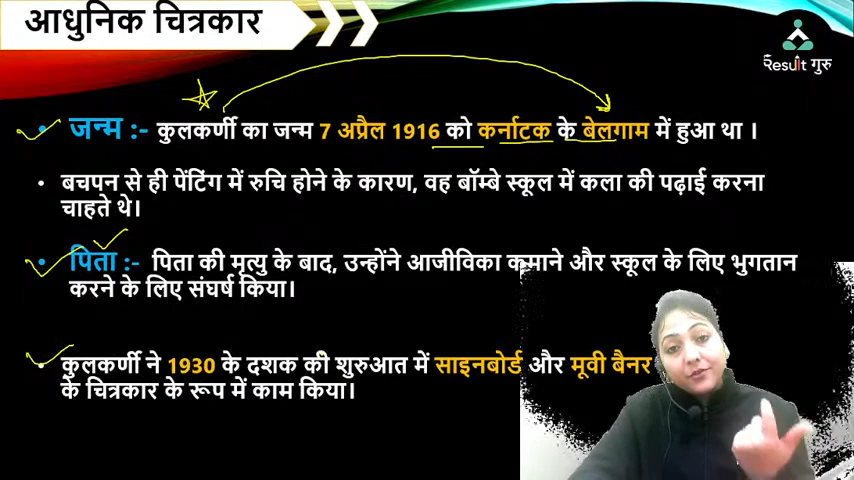 आधुनिक चित्रकार
Result गुरु
जन्म :- कुलकर्णी का जन्म 7 अप्रैल 1916 को कर्नाटक के बेलगाम में हुआ था ।
• बचपन से ही पेंटिंग में रुचि होने के कारण, वह बॉम्बे स्कूल में कला की पढ़ाई करना
चाहते थे।
पिता :- पिता की मृत्यु के बाद, उन्होंने आजीविका कमाने और स्कूल के लिए भुगतान
करने के लिए संघर्ष किया।
• कुलकर्णी ने 1930 के दशक की शुरुआत में साइनबोर्ड और मूवी बैनर
के चित्रकार के रूप में काम किया।